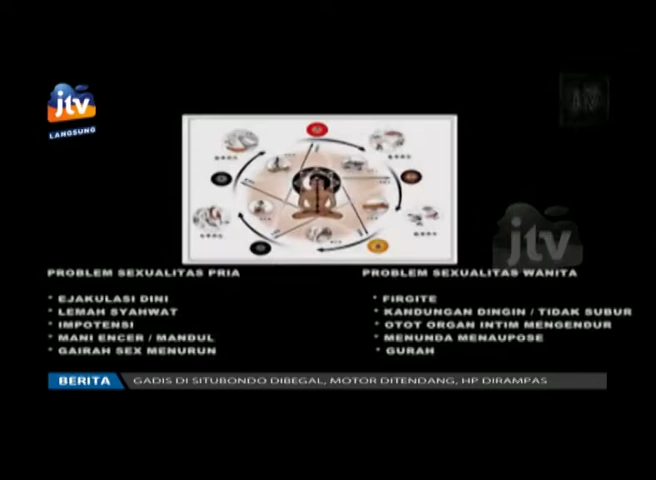 jtv
LANGSUNG
jtv
PROBLEM SEXUALITAS PRIA
* EJAKULASI DINI
* LEMAH SYAHWAT
* IMPOTENSI
* MANI ENCER / MANDUL
* GAIRAH SEX MENURUN
PROBLEM SEXUALITAS WANITA
* FIRGITE
* KANDUNGAN DINGIN / TIDAK SUBUR
* OTOT ORGAN INTIM MENGENDUR
* MENUNDA MENAUPOSE
* GURAH
BERITA
GADIS DI SITUBONDO DIBEGAL, MOTOR DITENDANG, HP DIRAMPAS